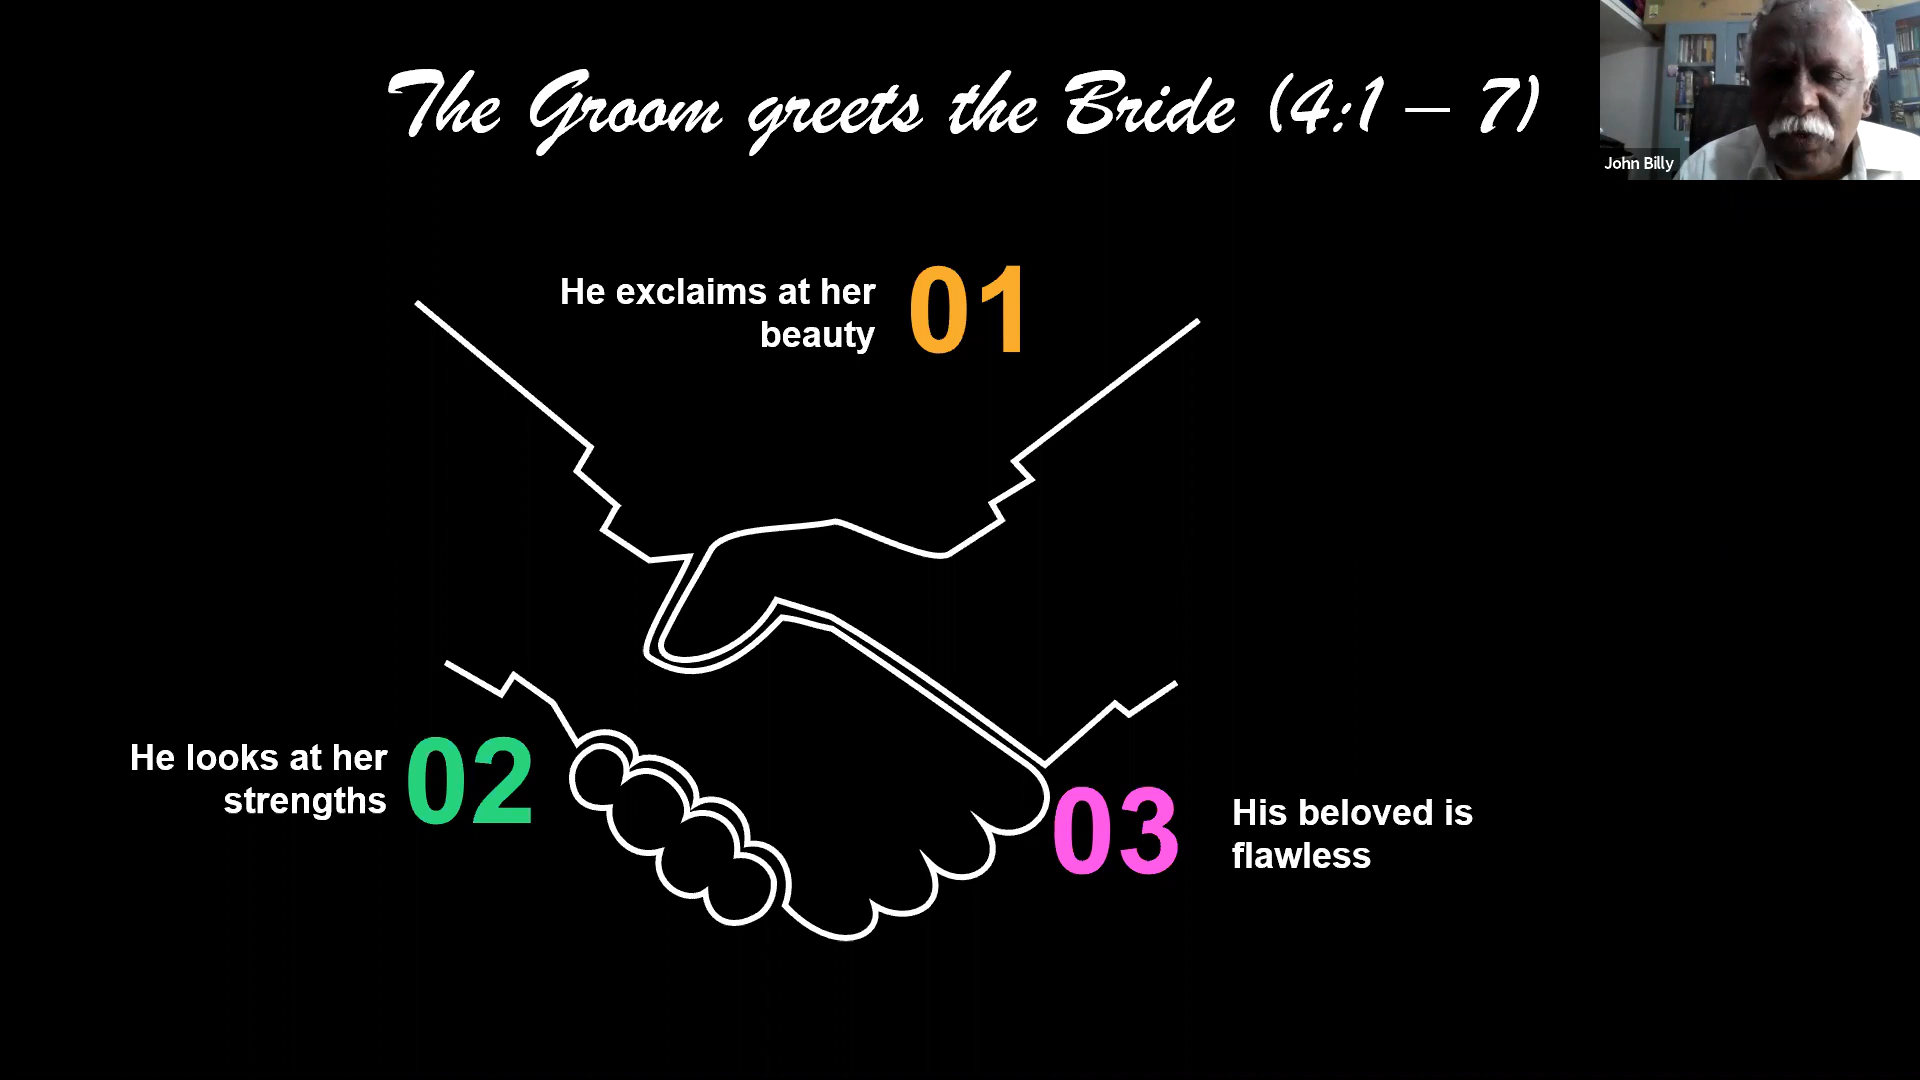 The Groom greets the Bride (4:1 – 7)
John Billy
He exclaims at her
beauty
01
He looks at her
strengths
02
03
His beloved is
flawless